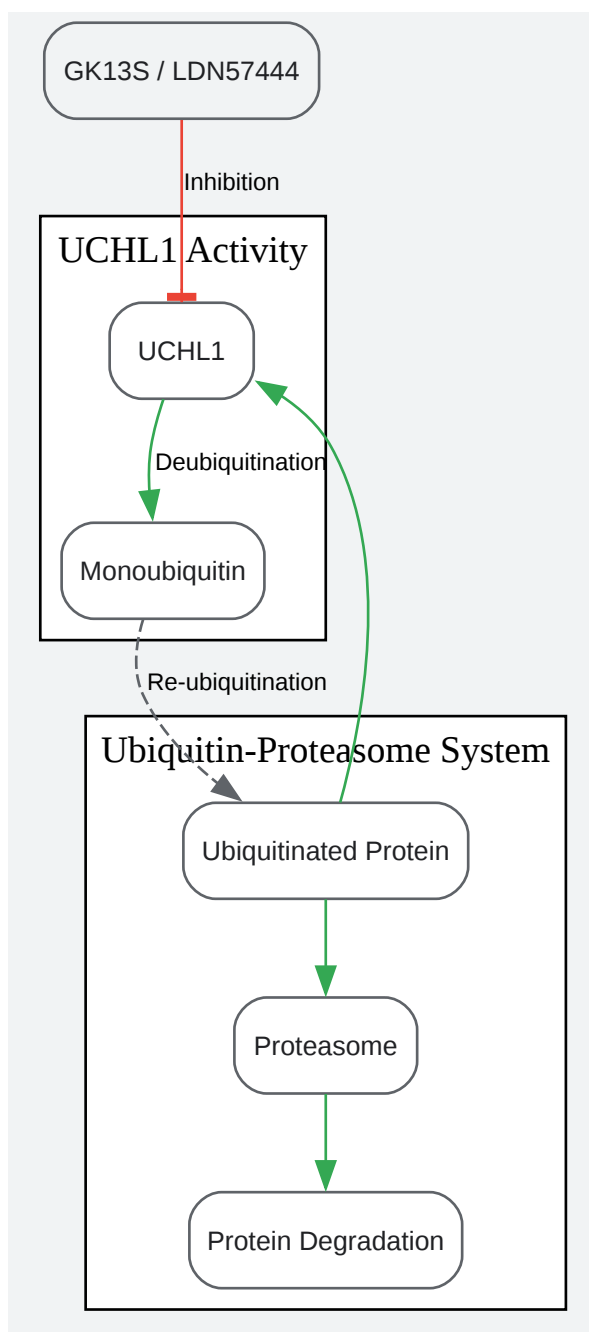 GK13S / LDN57444
Inhibition
UCHL1 Activity
UCHL1
Deubiquitination
Monoubiquitin
Re-ubiquitination
Ubiquitin-Proteasome System
Ubiquitinated Protein
Proteasome
Protein Degradation